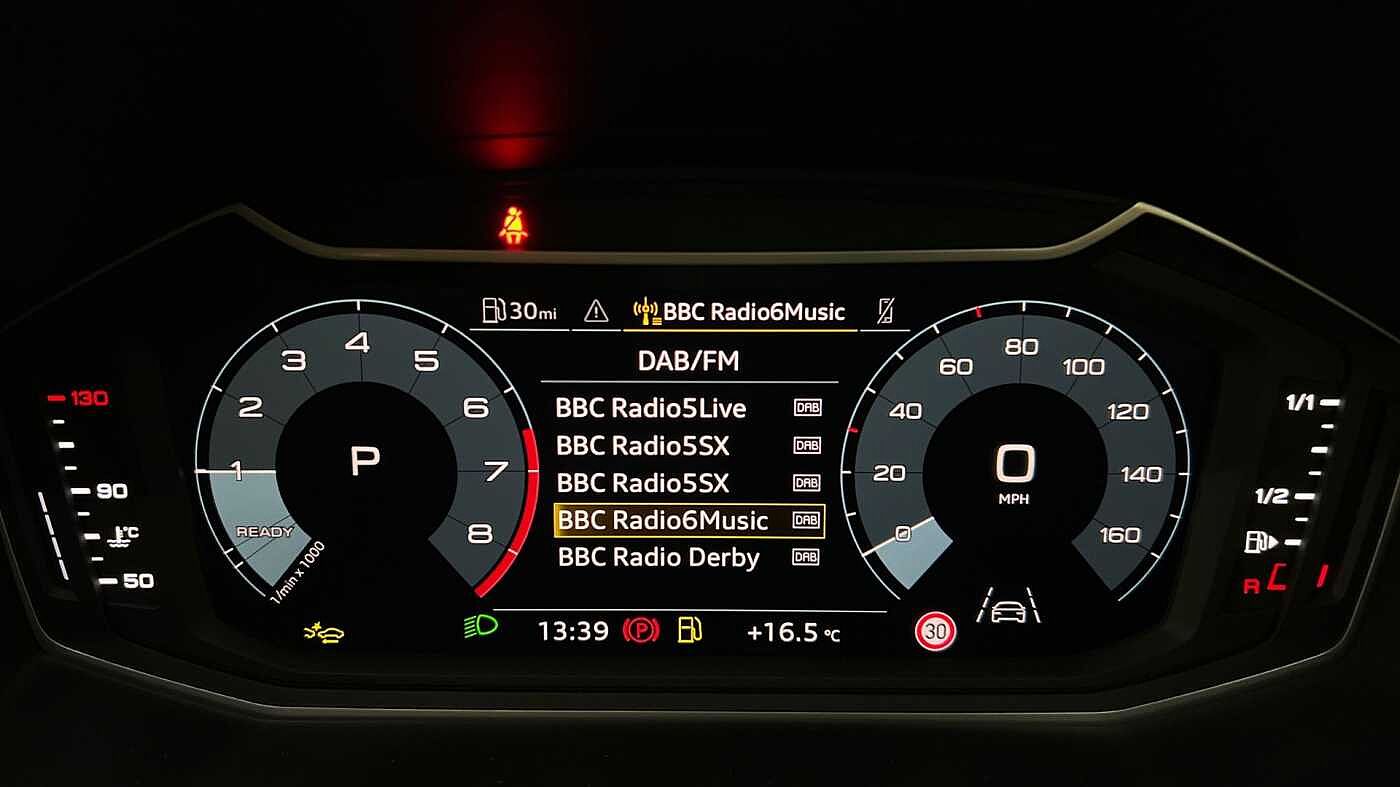 30mi
BBC Radio6Music
DAB/FM
BBC Radio5Live DAB
BBC Radio5SX DAB
BBC Radio5SX DAB
BBC Radio6Music DAB
BBC Radio Derby DAB
13:39
P
+16.5 °C
30
130
90
°C
50
1
2
3
4
5
6
7
8
P
READY
1/min x 1000
0
20
40
60
80
100
120
140
160
0
MPH
1/1
1/2
R